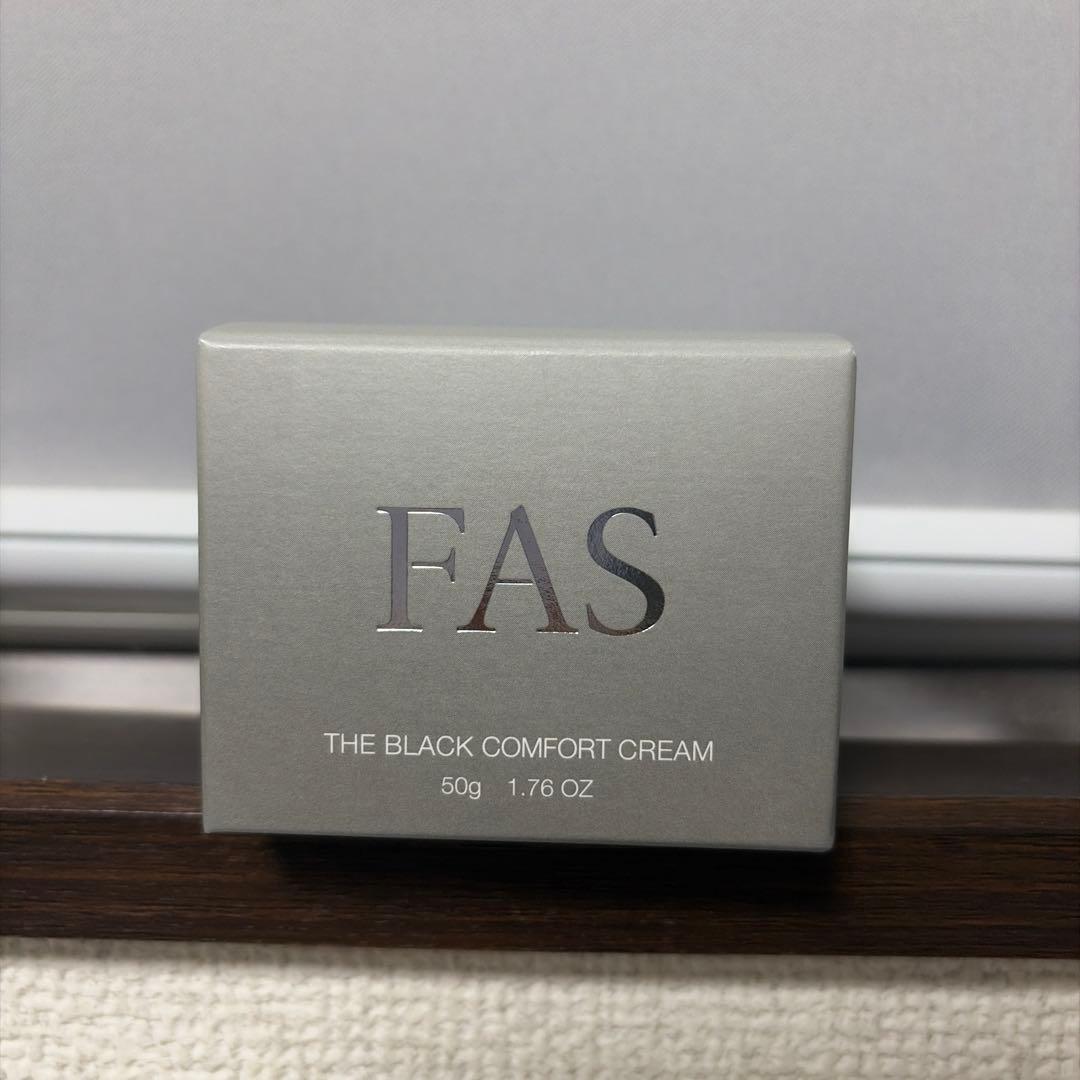 FAS
THE BLACK COMFORT CREAM
50g 1.76 OZ